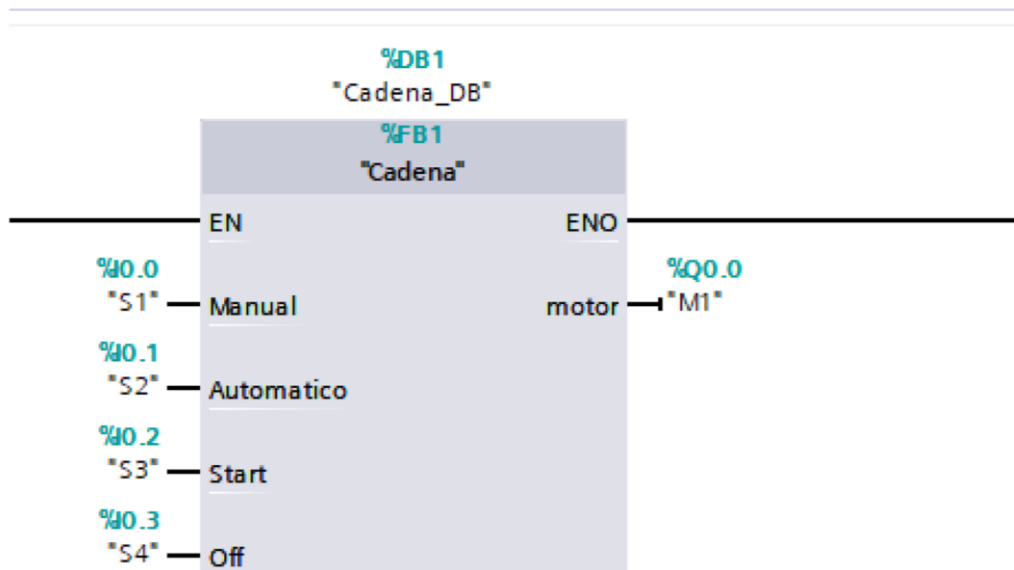 %DB1
"Cadena_DB"
%FB1
"Cadena"
EN ENO
%I0.0 %Q0.0
"S1" Manual motor "M1"
%I0.1
"S2" Automatico
%I0.2
"S3" Start
%I0.3
"S4" Off